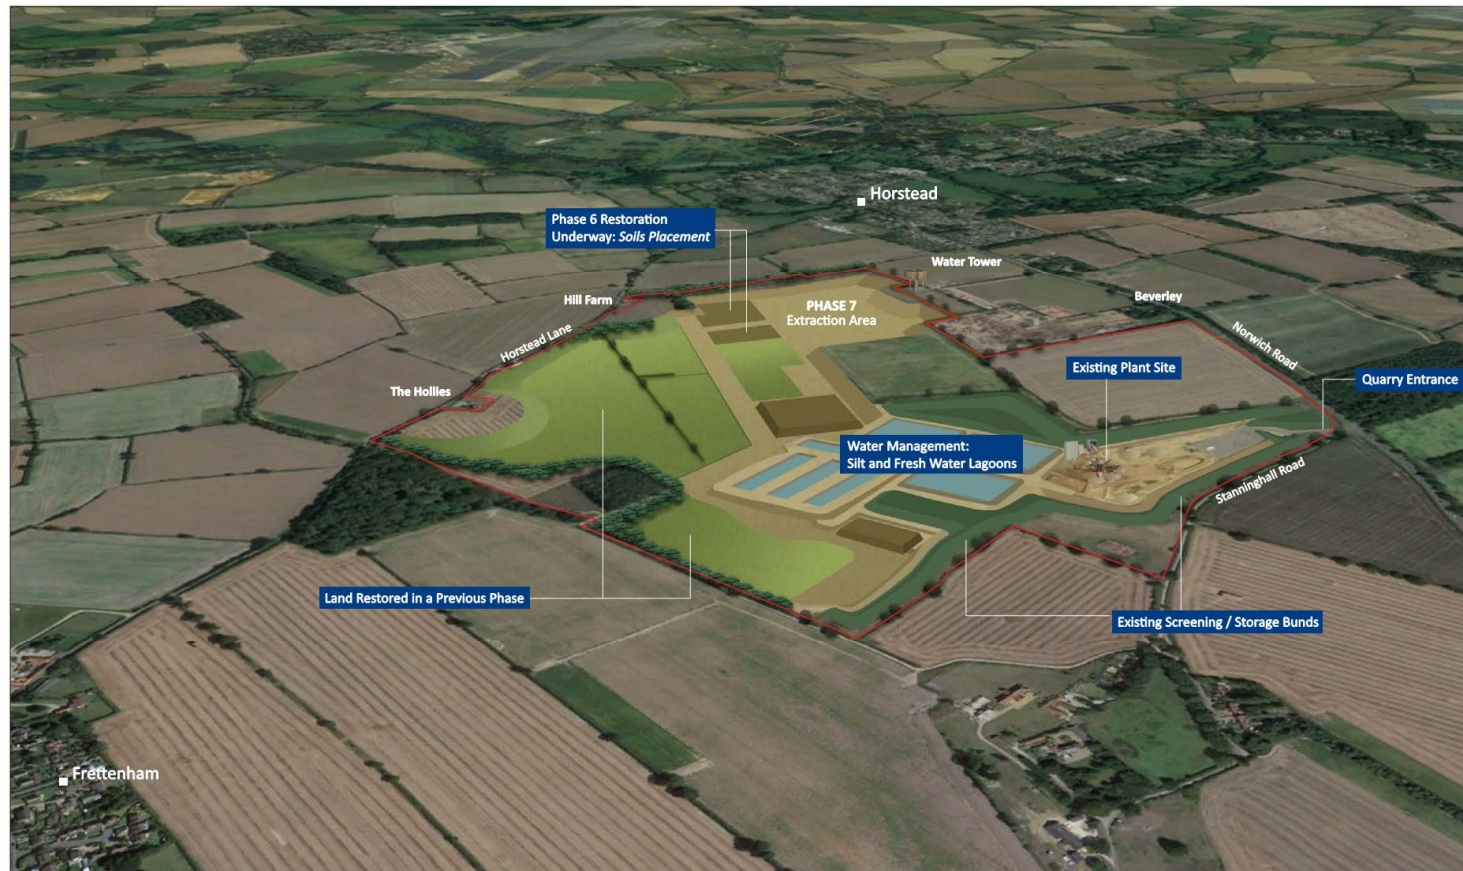 Horstead
Phase 6 Restoration
Underway: Soils Placement
Water Tower
Hill Farm
PHASE 7
Extraction Area
Beverley
Horstead Lane
Norwich Road
Existing Plant Site
Quarry Entrance
The Hollies
Water Management:
Silt and Fresh Water Lagoons
Stanninghall Road
Land Restored in a Previous Phase
Existing Screening / Storage Bunds
Frettenham